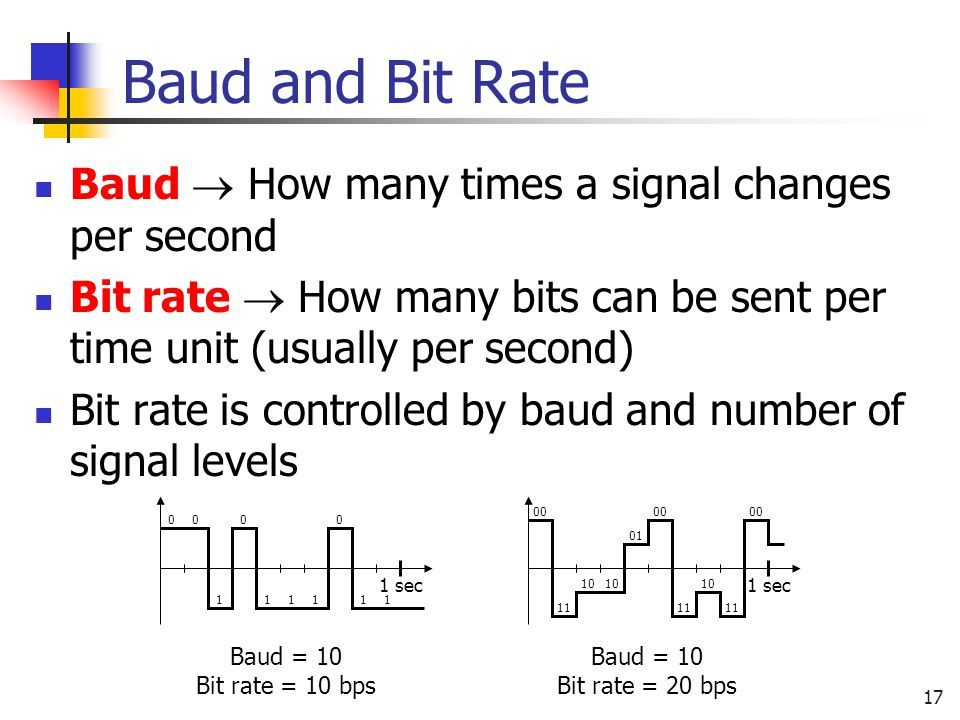 Baud and Bit Rate
Baud → How many times a signal changes
per second
Bit rate → How many bits can be sent per
time unit (usually per second)
Bit rate is controlled by baud and number of
signal levels
0 0 0 0
1 1 1 1 1 1
1 sec
Baud = 10
Bit rate = 10 bps
00 00 00
01
10 10 10
1 sec
11 11 11
Baud = 10
Bit rate = 20 bps
17